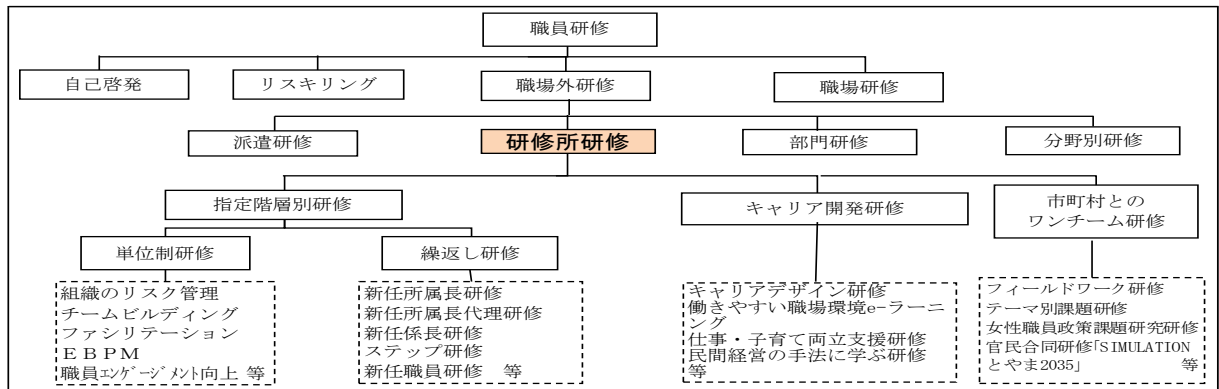 職員研修
自己啓発
リスキリング
職場外研修
職場研修
派遣研修
研修所研修
部門研修
分野別研修
指定階層別研修
キャリア開発研修
市町村との
ワンチーム研修
単位制研修
繰返し研修
組織のリスク管理
チームビルディング
ファシリテーション
ＥＢＰＭ
職員ｴﾝｹﾞｰｼﾞﾒﾝﾄ向上 等
新任所属長研修
新任所属長代理研修
新任係長研修
ステップ研修
新任職員研修　等
キャリアデザイン研修
働きやすい職場環境e-ラーニ
ング
仕事・子育て両立支援研修
民間経営の手法に学ぶ研修
等
フィールドワーク研修
テーマ別課題研修
女性職員政策課題研究研修
官民合同研修「SIMULATION
とやま2035」　　等